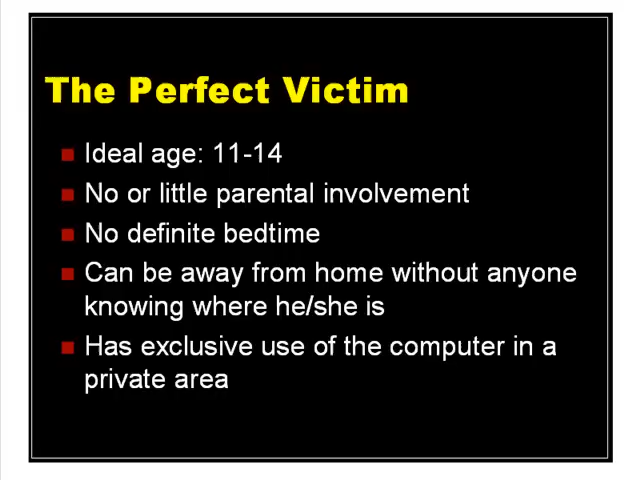 The Perfect Victim
Ideal age: 11-14
No or little parental involvement
No definite bedtime
Can be away from home without anyone
knowing where he/she is
Has exclusive use of the computer in a
private area